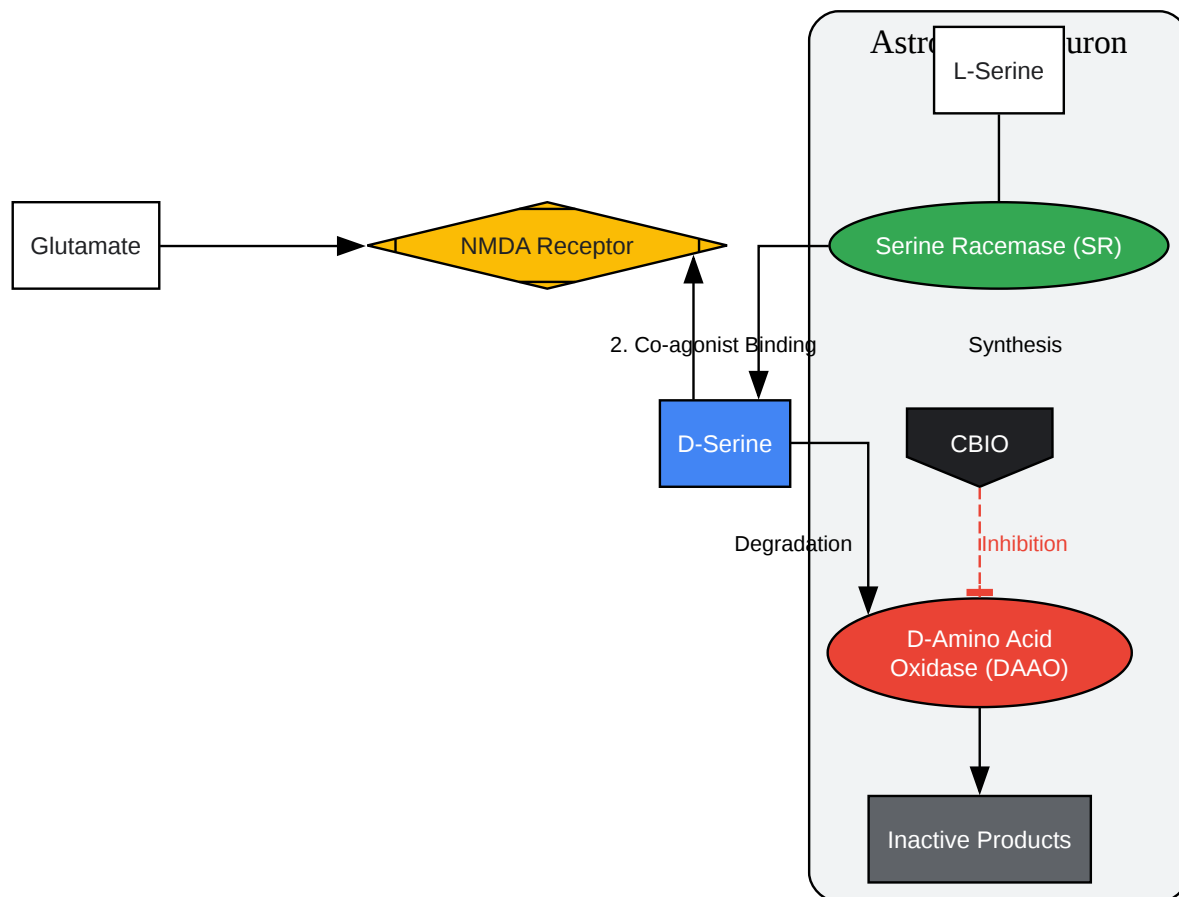 L-Serine
Glutamate
NMDA Receptor
Serine Racemase (SR)
2. Co-agonist Binding
Synthesis
D-Serine
CBIO
Degradation
Inhibition
D-Amino Acid
Oxidase (DAAO)
Inactive Products